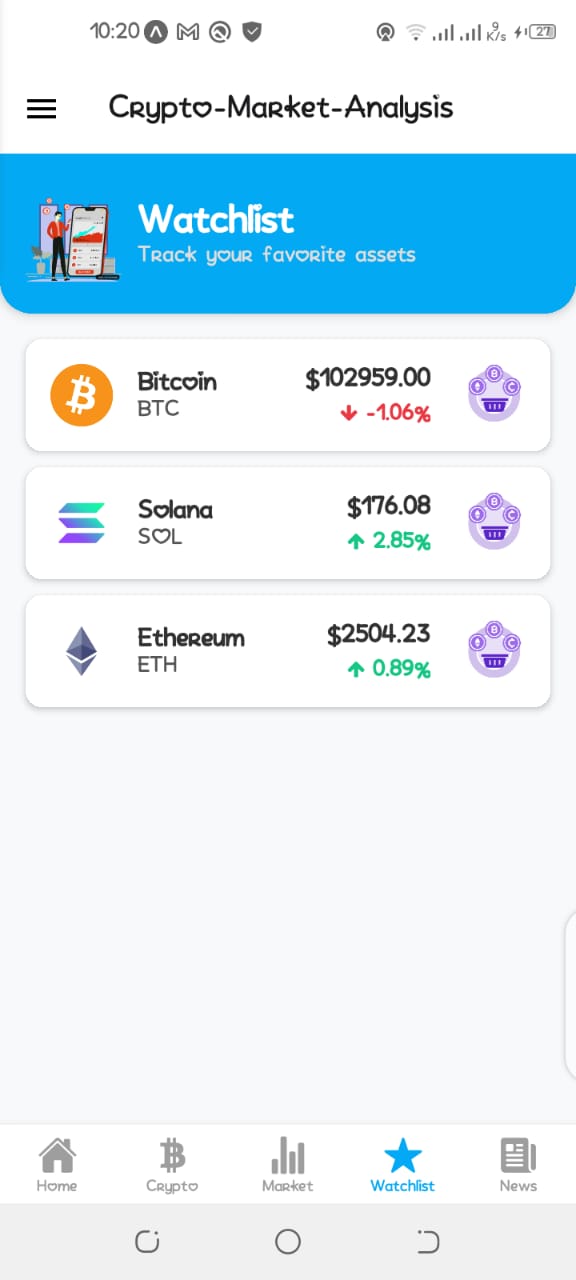 10:20
9
K/s
27
Crypto-Market-Analysis
Watchlist
Track your favorite assets
Bitcoin
BTC
$102959.00
-1.06%
Solana
SOL
$176.08
2.85%
Ethereum
ETH
$2504.23
0.89%
Home
Crypto
Market
Watchlist
News